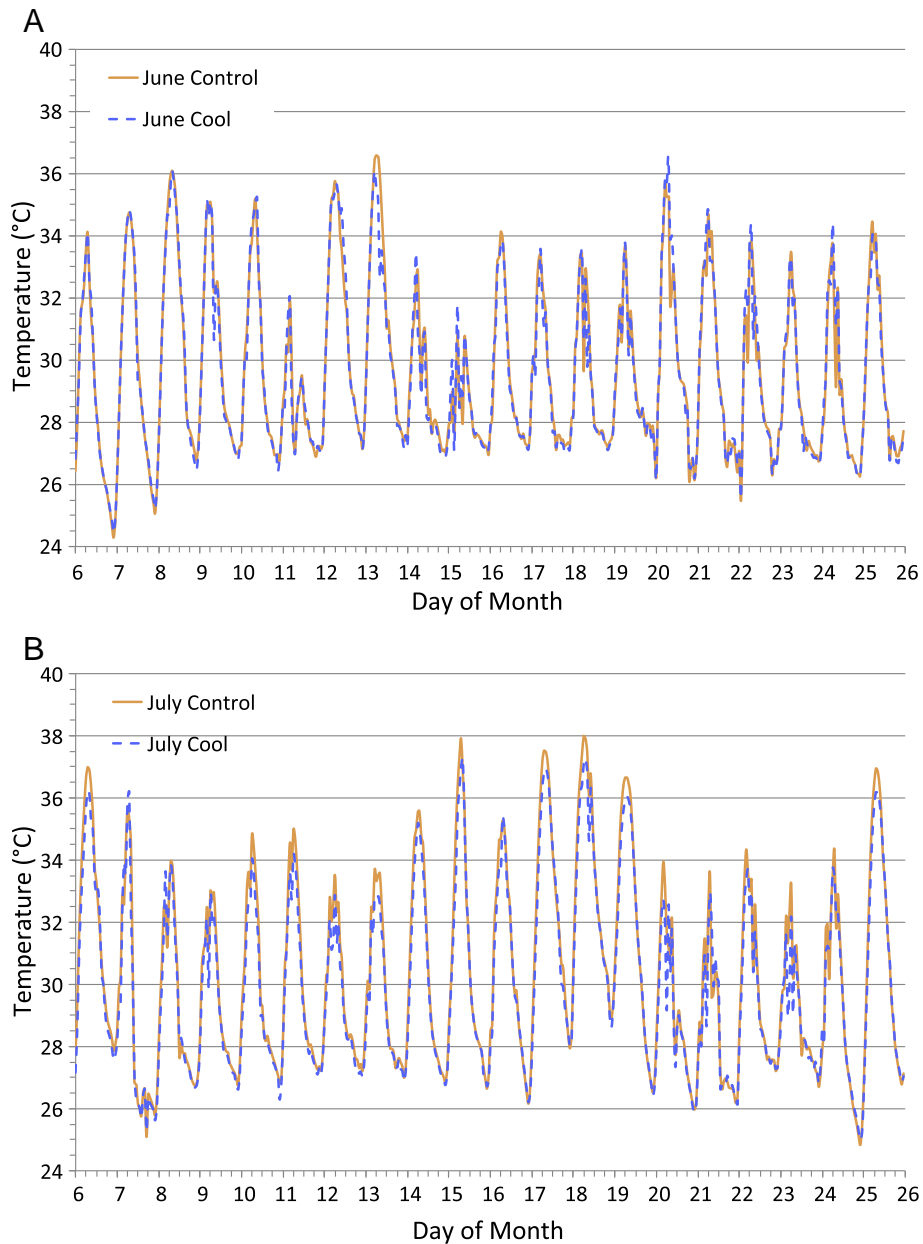 A
40
38
36
34
32
30
28
26
24
Temperature (°C)
June Control
June Cool
6 7 8 9 10 11 12 13 14 15 16 17 18 19 20 21 22 23 24 25 26
Day of Month
B
40
38
36
34
32
30
28
26
24
Temperature (°C)
July Control
July Cool
6 7 8 9 10 11 12 13 14 15 16 17 18 19 20 21 22 23 24 25 26
Day of Month